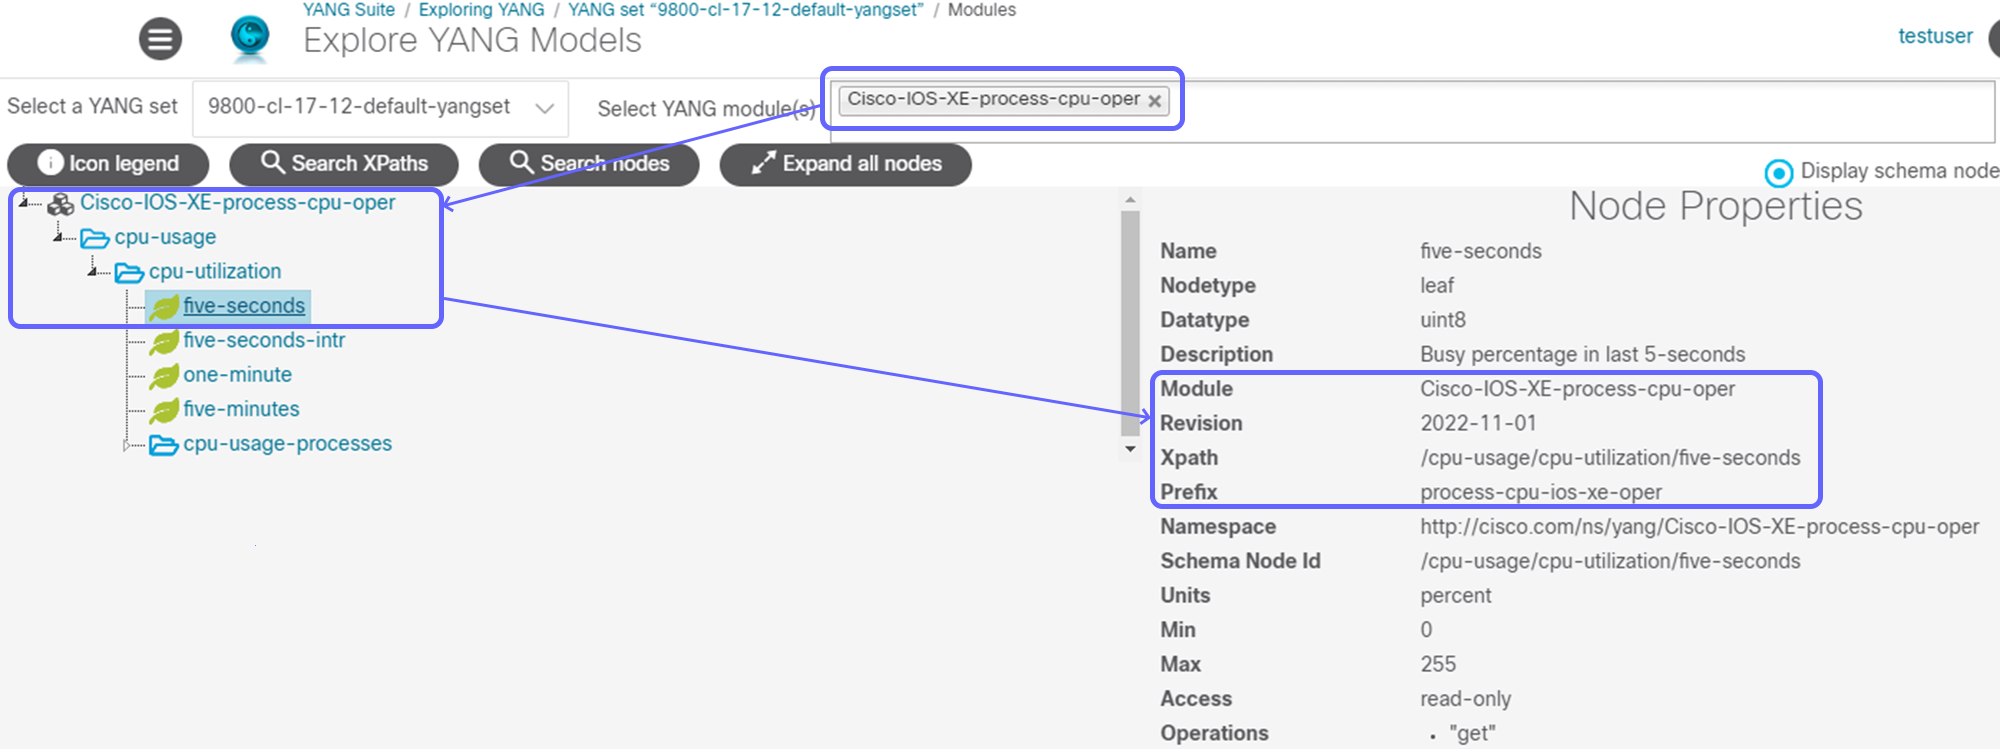 YANG Suite / Exploring YANG / YANG set “9800-cl-17-12-default-yangset” / Modules
Explore YANG Models
testuser
Select a YANG set
9800-cl-17-12-default-yangset
Select YANG module(s)
Cisco-IOS-XE-process-cpu-oper ×
Icon legend
Search XPaths
Search nodes
Expand all nodes
Display schema node
Cisco-IOS-XE-process-cpu-oper
cpu-usage
cpu-utilization
five-seconds
five-seconds-intr
one-minute
five-minutes
cpu-usage-processes
Node Properties
Name five-seconds
Nodetype leaf
Datatype uint8
Description Busy percentage in last 5-seconds
Module Cisco-IOS-XE-process-cpu-oper
Revision 2022-11-01
Xpath /cpu-usage/cpu-utilization/five-seconds
Prefix process-cpu-ios-xe-oper
Namespace http://cisco.com/ns/yang/Cisco-IOS-XE-process-cpu-oper
Schema Node Id /cpu-usage/cpu-utilization/five-seconds
Units percent
Min 0
Max 255
Access read-only
Operations • "get"